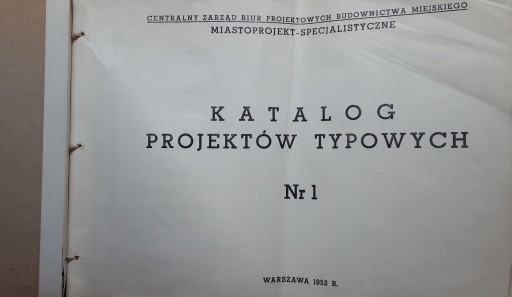 CENTRALNY ZARZĄD BIUR PROJEKTOWYCH BUDOWNICTWA MIEJSKIEGO
MIASTOPROJEKT-SPECJALISTYCZNE
KATALOG
PROJEKTÓW TYPOWYCH
Nr 1
WARSZAWA 1952 R.